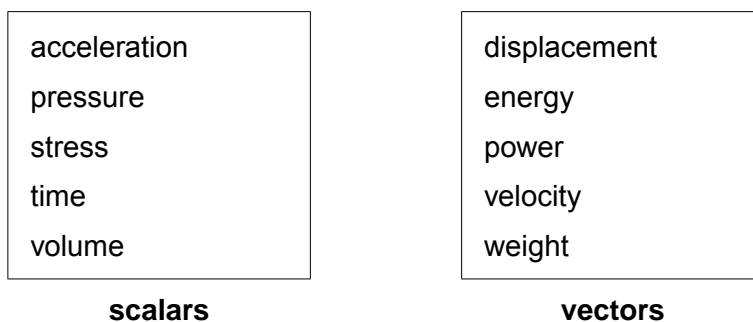 acceleration
pressure
stress
time
volume
scalars
displacement
energy
power
velocity
weight
vectors